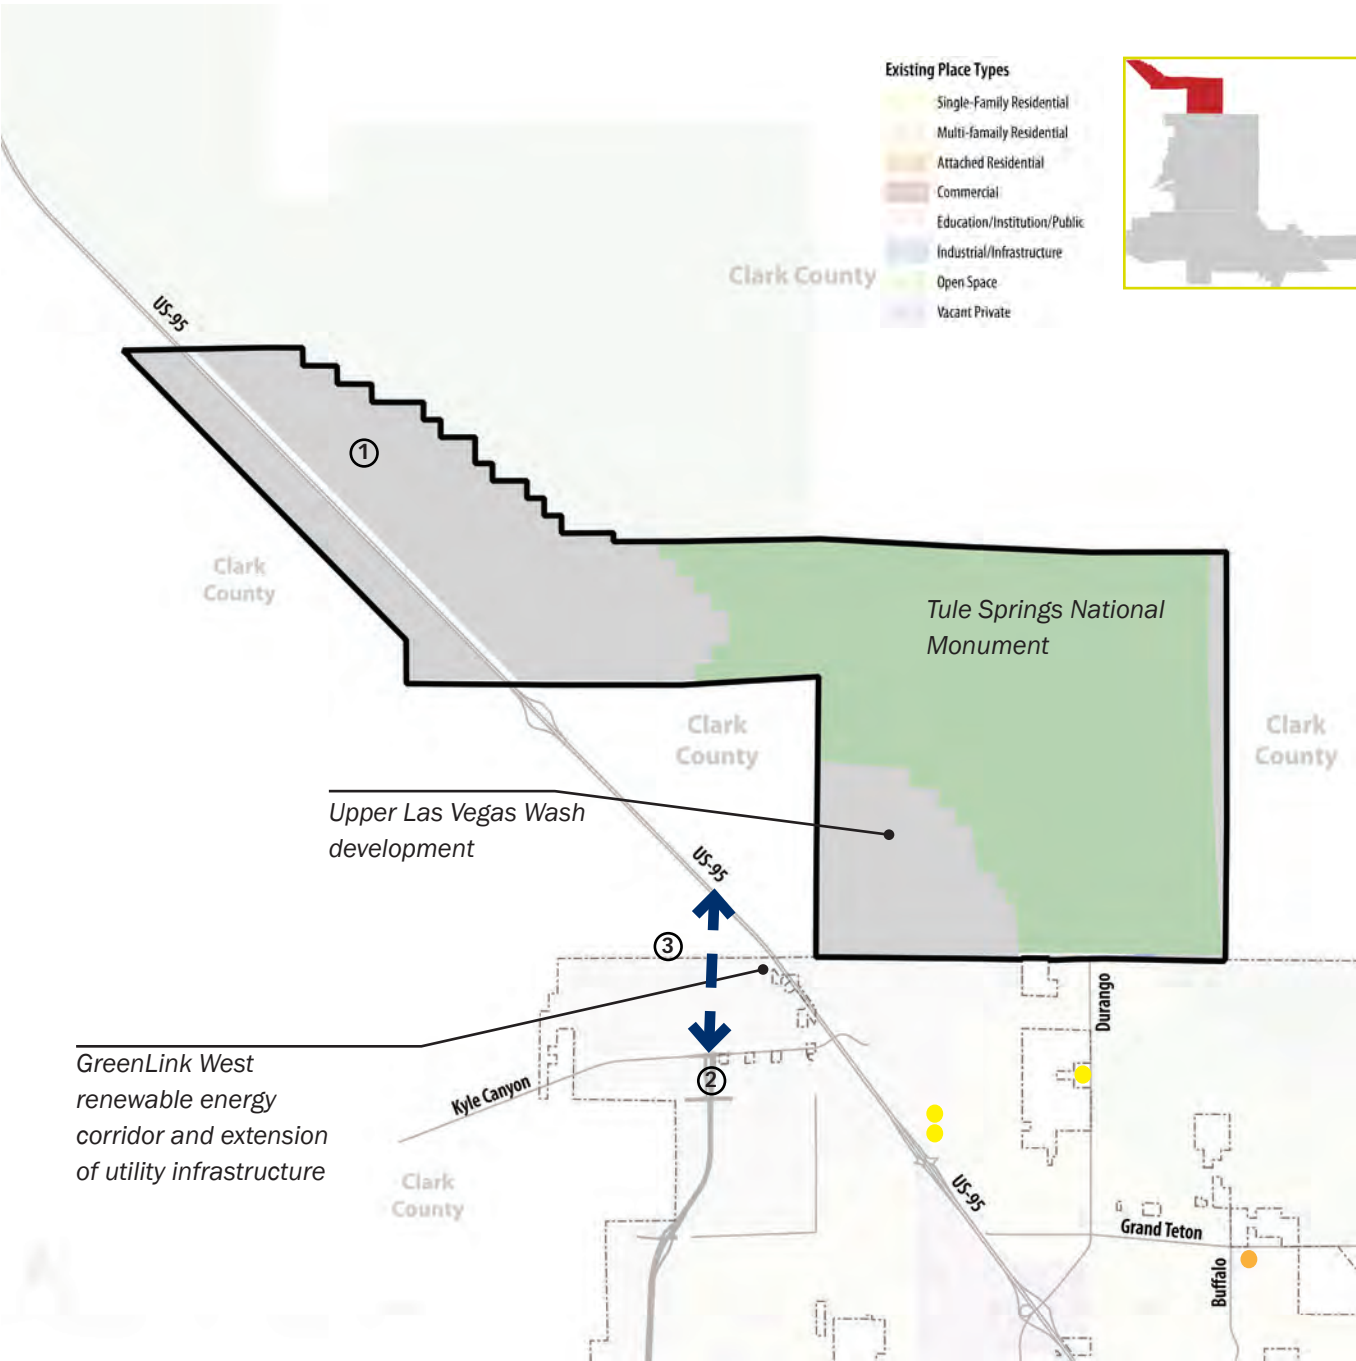 Existing Place Types
Single-Family Residential
Multi-famaily Residential
Attached Residential
Commercial
Education/Institution/Public
Industrial/Infrastructure
Open Space
Vacant Private
Clark County
US-95
1
Clark
County
Tule Springs National
Monument
Clark
County
Clark
County
Upper Las Vegas Wash
development
US-95
3
GreenLink West
renewable energy
corridor and extension
of utility infrastructure
Durango
2
Kyle Canyon
Clark
County
US-95
Grand Teton
Buffalo